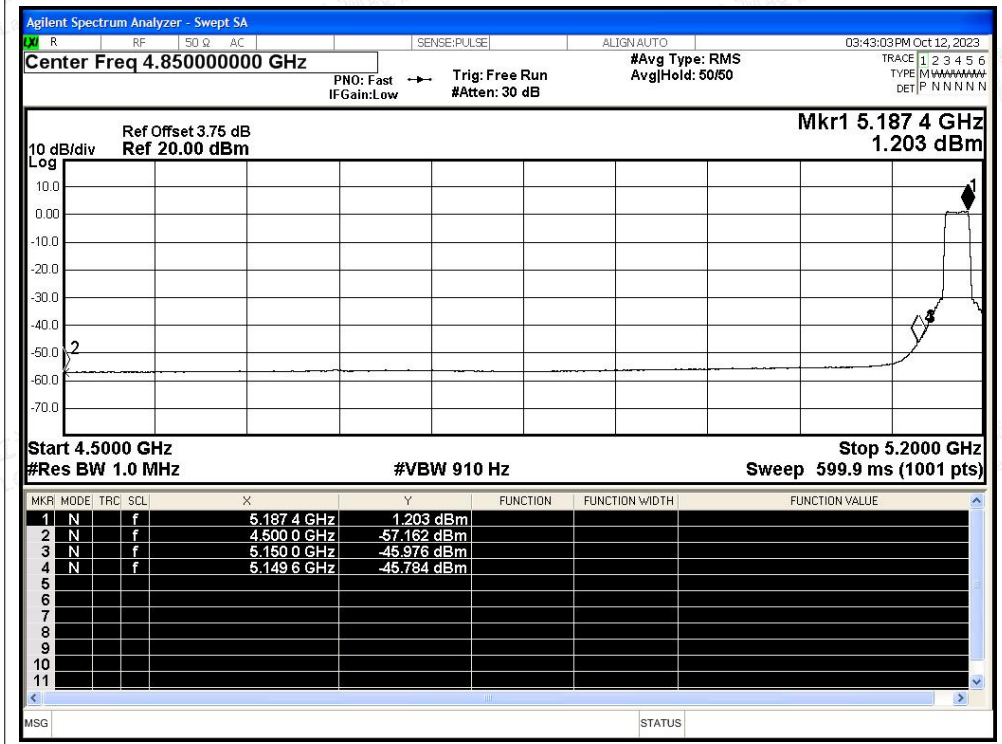 Agilent Spectrum Analyzer - Swept SA
LXI R RF 50 Ω AC SENSE:PULSE ALIGN AUTO 03:43:03 PM Oct 12, 2023
Center Freq 4.850000000 GHz #Avg Type: RMS TRACE 1 2 3 4 5 6
PNO: Fast Trig: Free Run Avg|Hold: 50/50 TYPE M WWWWW
IFGain:Low #Atten: 30 dB DET P N N N N N
Mkr1 5.187 4 GHz
Ref Offset 3.75 dB
10 dB/div Ref 20.00 dBm 1.203 dBm
Log
10.0
1
0.00
-10.0
-20.0
-30.0
-40.0
-50.0
2
-60.0
-70.0
Start 4.5000 GHz Stop 5.2000 GHz
#Res BW 1.0 MHz #VBW 910 Hz Sweep 599.9 ms (1001 pts)
MKR MODE TRC SCL X Y FUNCTION FUNCTION WIDTH FUNCTION VALUE
1 N f 5.187 4 GHz 1.203 dBm
2 N f 4.500 0 GHz -57.162 dBm
3 N f 5.150 0 GHz -45.976 dBm
4 N f 5.149 6 GHz -45.784 dBm
5
6
7
8
9
10
11
MSG STATUS